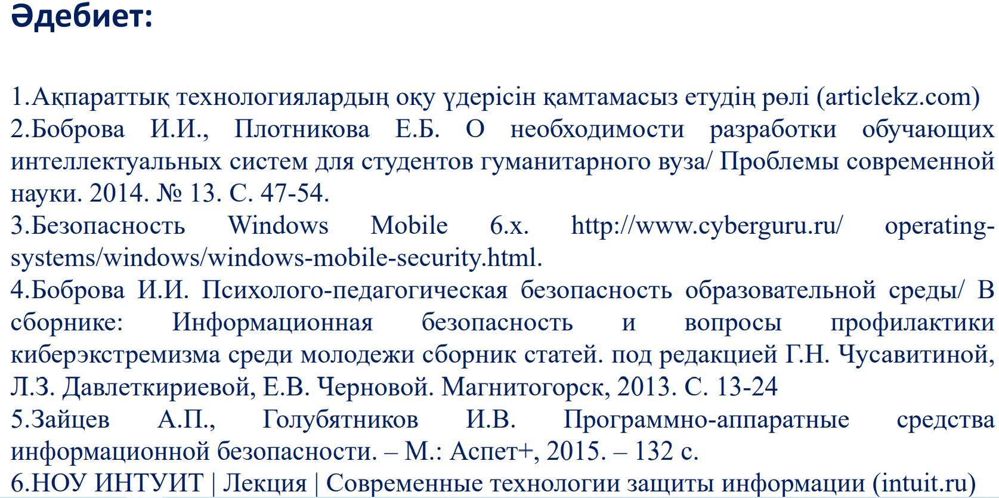 Әдебиет:
1.Ақпараттық технологиялардың оқу үдерісін қамтамасыз етудің рөлі (articlekz.com)
2.Боброва И.И., Плотникова Е.Б. О необходимости разработки обучающих
интеллектуальных систем для студентов гуманитарного вуза/ Проблемы современной
науки. 2014. № 13. С. 47-54.
3.Безопасность Windows Mobile 6.x. http://www.cyberguru.ru/ operating-
systems/windows/windows-mobile-security.html.
4.Боброва И.И. Психолого-педагогическая безопасность образовательной среды/ В
сборнике: Информационная безопасность и вопросы профилактики
киберэкстремизма среди молодежи сборник статей. под редакцией Г.Н. Чусавитиной,
Л.З. Давлеткириевой, Е.В. Черновой. Магнитогорск, 2013. С. 13-24
5.Зайцев А.П., Голубятников И.В. Программно-аппаратные средства
информационной безопасности. – М.: Аспет+, 2015. – 132 с.
6.НОУ ИНТУИТ | Лекция | Современные технологии защиты информации (intuit.ru)